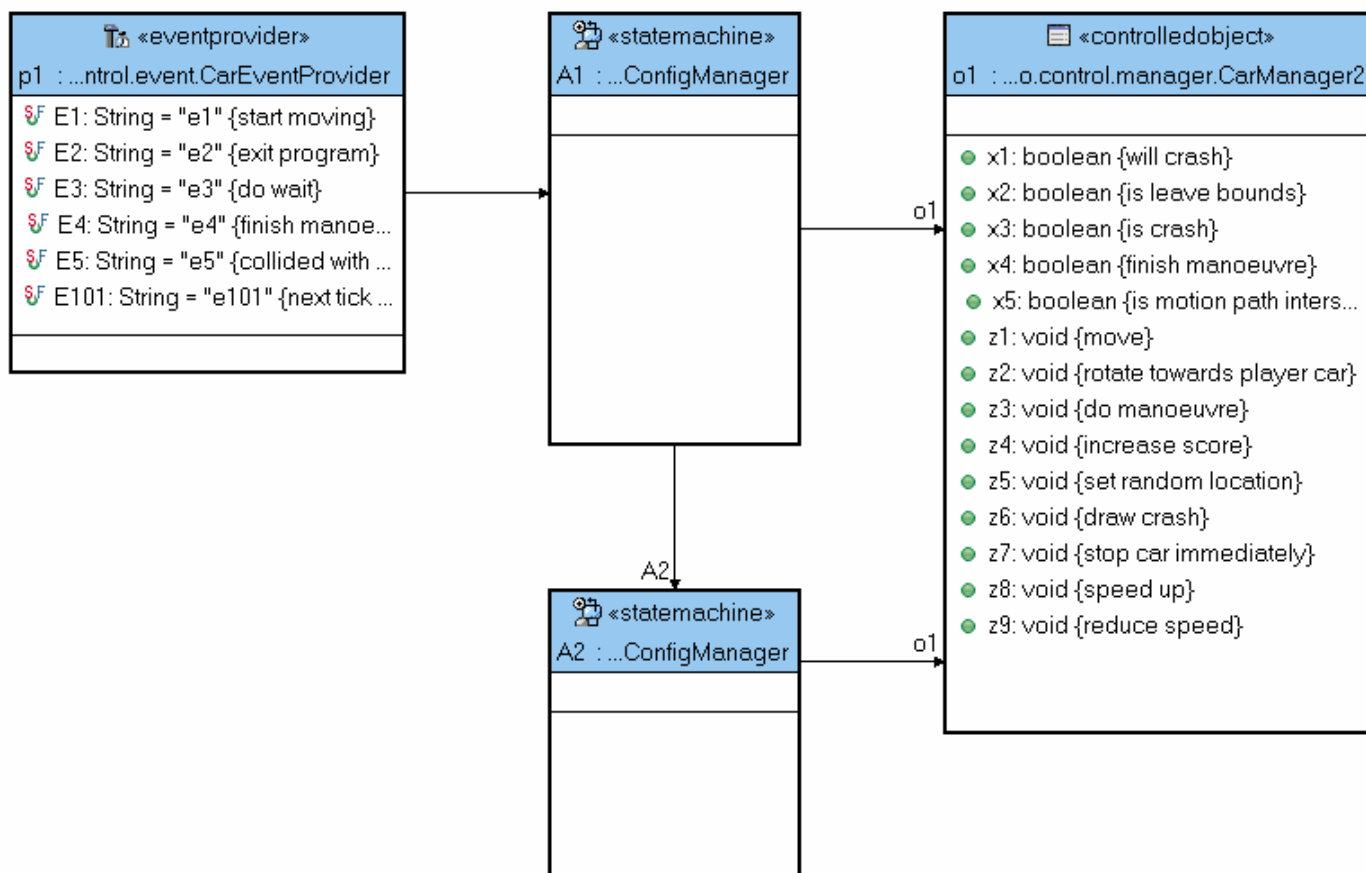 «eventprovider»
p1 : ...ntrol.event.CarEventProvider
E1: String = "e1" {start moving}
E2: String = "e2" {exit program}
E3: String = "e3" {do wait}
E4: String = "e4" {finish manoe...
E5: String = "e5" {collided with ...
E101: String = "e101" {next tick ...
«statemachine»
A1 : ...ConfigManager
o1
«controlledobject»
o1 : ...o.control.manager.CarManager2
x1: boolean {will crash}
x2: boolean {is leave bounds}
x3: boolean {is crash}
x4: boolean {finish manoeuvre}
x5: boolean {is motion path inters...
z1: void {move}
z2: void {rotate towards player car}
z3: void {do manoeuvre}
z4: void {increase score}
z5: void {set random location}
z6: void {draw crash}
z7: void {stop car immediately}
z8: void {speed up}
z9: void {reduce speed}
A2
«statemachine»
A2 : ...ConfigManager
o1